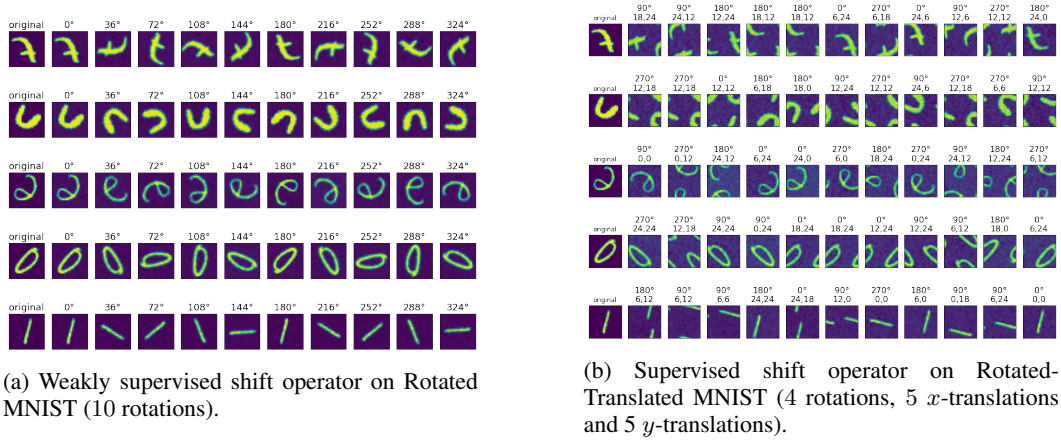 original 0° 36° 72° 108° 144° 180° 216° 252° 288° 324°
original 0° 36° 72° 108° 144° 180° 216° 252° 288° 324°
original 0° 36° 72° 108° 144° 180° 216° 252° 288° 324°
original 0° 36° 72° 108° 144° 180° 216° 252° 288° 324°
original 0° 36° 72° 108° 144° 180° 216° 252° 288° 324°
(a) Weakly supervised shift operator on Rotated
MNIST (10 rotations).
90° 90° 180° 180° 180° 0° 270° 0° 90° 270° 180°
original 18,24 24,12 12,24 18,12 18,12 6,24 6,18 24,6 12,6 12,12 24,0
270° 270° 0° 180° 180° 90° 270° 90° 270° 270° 90°
original 12,18 12,18 12,12 6,18 18,0 12,24 12,12 24,6 12,18 6,6 12,12
90° 270° 180° 0° 0° 270° 180° 270° 90° 180° 270°
original 0,0 0,12 24,12 6,24 24,0 6,0 18,24 0,24 24,12 12,24 6,12
270° 270° 90° 90° 0° 0° 0° 90° 90° 180° 0°
original 24,24 12,18 24,24 0,24 18,24 18,24 12,24 12,24 6,12 18,0 6,24
180° 90° 90° 180° 0° 90° 270° 180° 90° 90° 0°
original 6,12 6,12 6,6 24,24 24,18 12,0 0,0 6,0 0,18 6,24 0,0
(b) Supervised shift operator on Rotated-
Translated MNIST (4 rotations, 5 x-translations
and 5 y-translations).